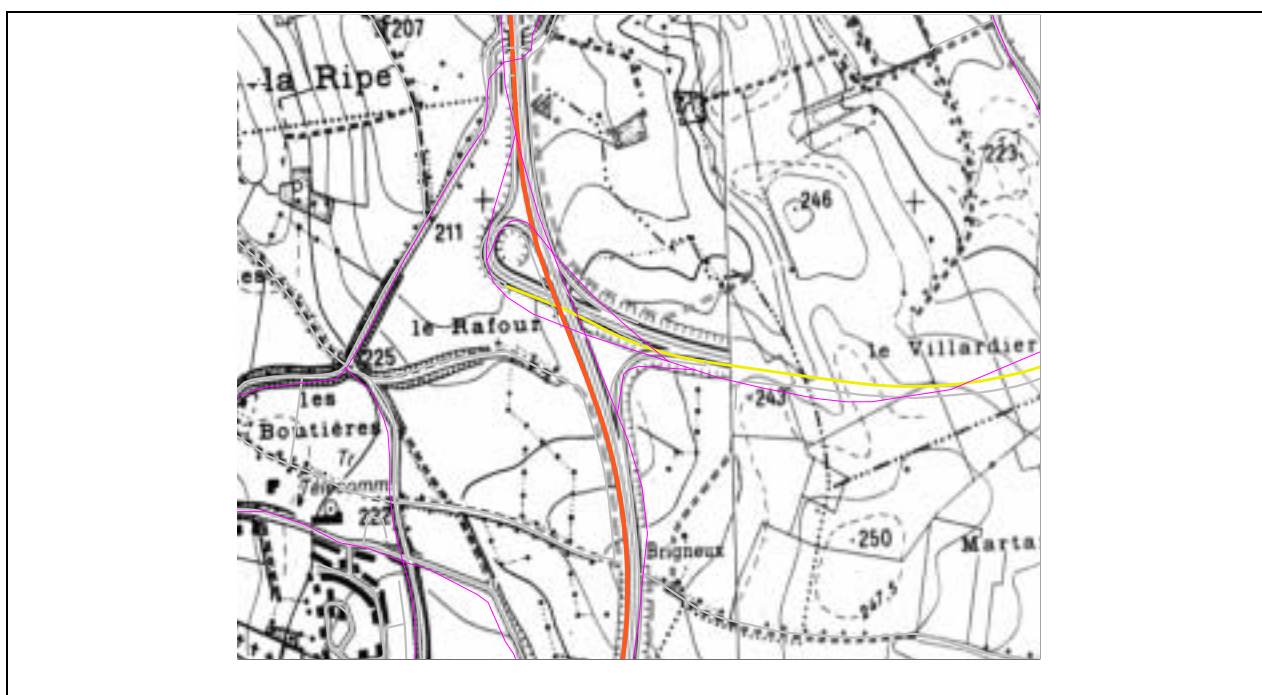 207
la Ripe
223
246
211
le Rafour
le Villardier
225
243
les
Boutières
Tr
Télécomm
227
250
Brigneux
Marta
247.5